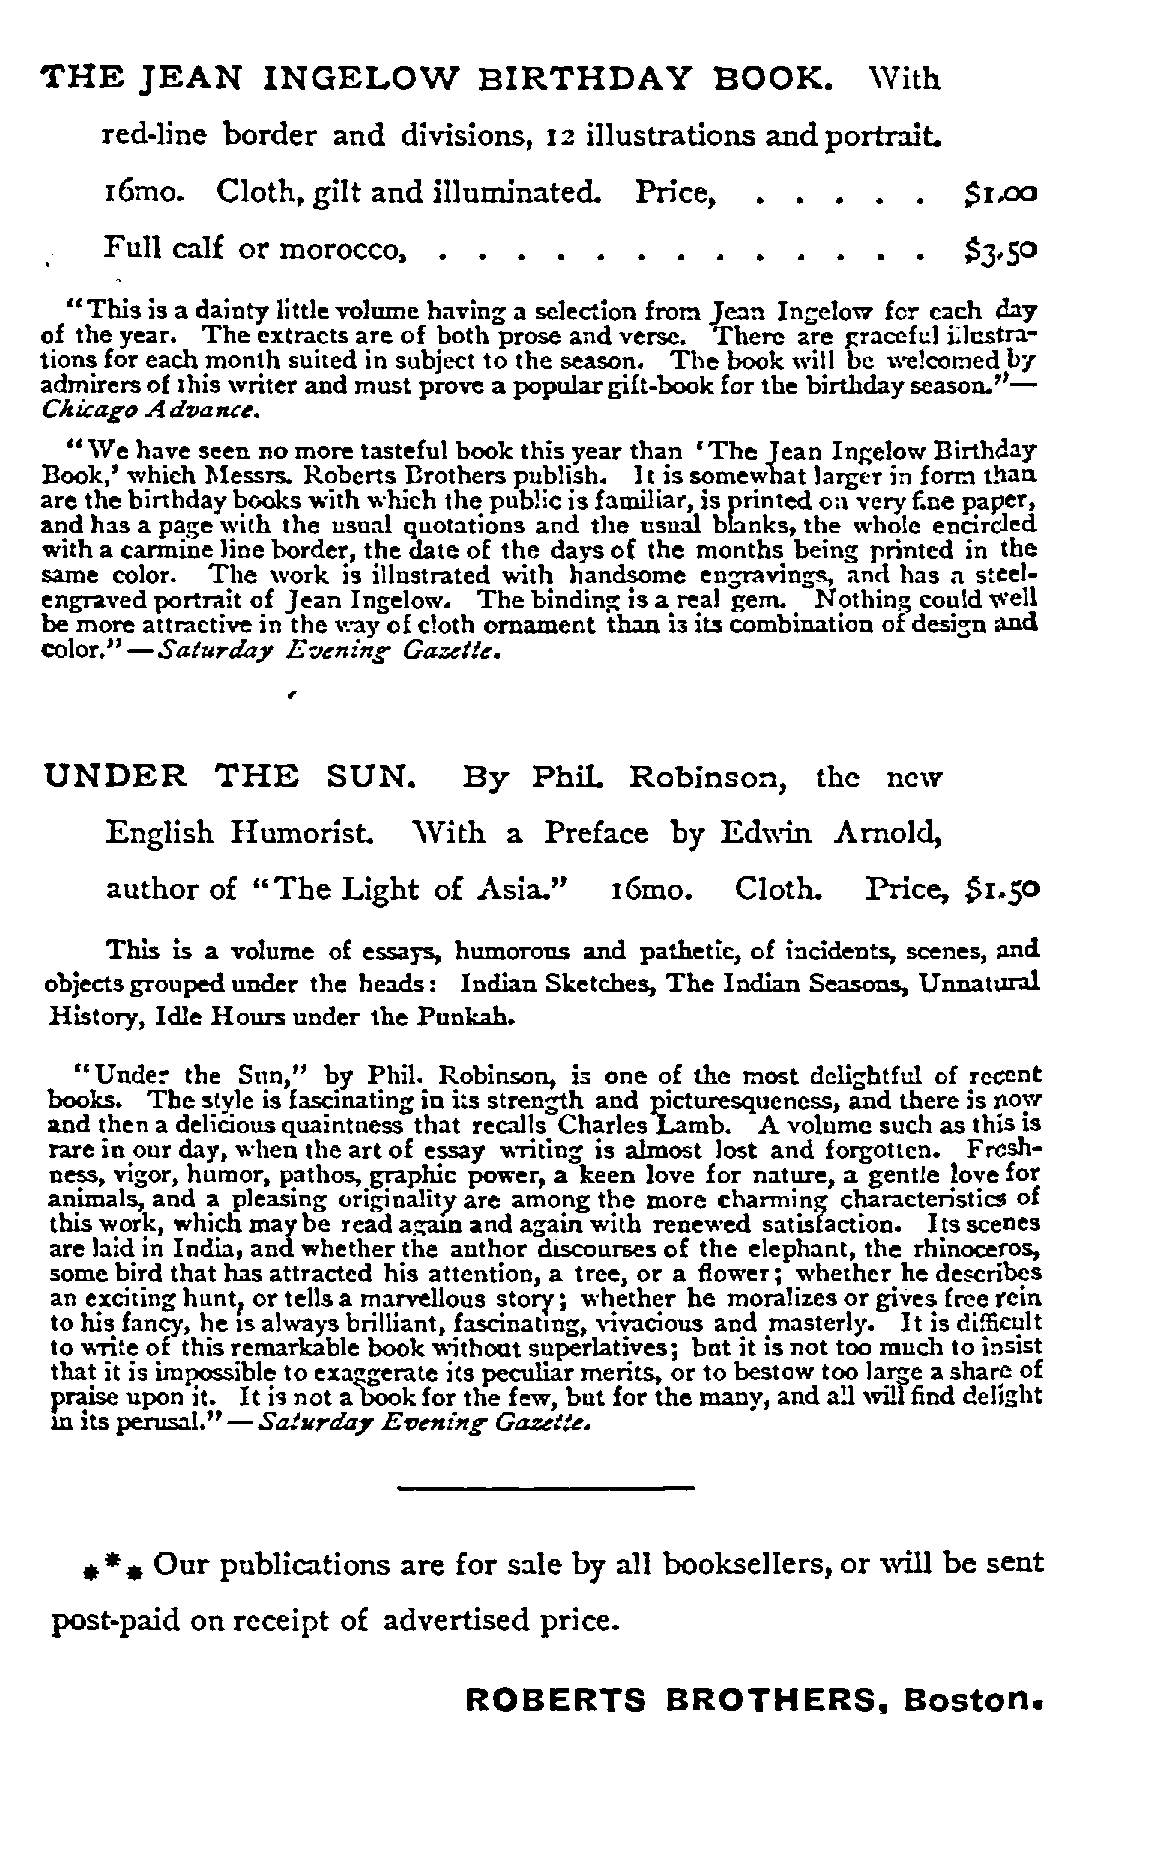 THE JEAN INGELOW BIRTHDAY BOOK. With
red-line border and divisions, 12 illustrations and portrait.
16mo. Cloth, gilt and illuminated. Price, . . . . . $1.00
Full calf or morocco, . . . . . . . . . . . . . $3.50
"This is a dainty little volume having a selection from Jean Ingelow for each day
of the year. The extracts are of both prose and verse. There are graceful illustra-
tions for each month suited in subject to the season. The book will be welcomed by
admirers of this writer and must prove a popular gift-book for the birthday season."—
Chicago Advance.
"We have seen no more tasteful book this year than 'The Jean Ingelow Birthday
Book,' which Messrs. Roberts Brothers publish. It is somewhat larger in form than
are the birthday books with which the public is familiar, is printed on very fine paper,
and has a page with the usual quotations and the usual blanks, the whole encircled
with a carmine line border, the date of the days of the months being printed in the
same color. The work is illustrated with handsome engravings, and has a steel-
engraved portrait of Jean Ingelow. The binding is a real gem. Nothing could well
be more attractive in the way of cloth ornament than is its combination of design and
color."—Saturday Evening Gazette.
UNDER THE SUN. By Phil. Robinson, the new
English Humorist. With a Preface by Edwin Arnold,
author of "The Light of Asia." 16mo. Cloth. Price, $1.50
This is a volume of essays, humorous and pathetic, of incidents, scenes, and
objects grouped under the heads: Indian Sketches, The Indian Seasons, Unnatural
History, Idle Hours under the Punkah.
"Under the Sun," by Phil. Robinson, is one of the most delightful of recent
books. The style is fascinating in its strength and picturesqueness, and there is now
and then a delicious quaintness that recalls Charles Lamb. A volume such as this is
rare in our day, when the art of essay writing is almost lost and forgotten. Fresh-
ness, vigor, humor, pathos, graphic power, a keen love for nature, a gentle love for
animals, and a pleasing originality are among the more charming characteristics of
this work, which may be read again and again with renewed satisfaction. Its scenes
are laid in India, and whether the author discourses of the elephant, the rhinoceros,
some bird that has attracted his attention, a tree, or a flower; whether he describes
an exciting hunt, or tells a marvellous story; whether he moralizes or gives free rein
to his fancy, he is always brilliant, fascinating, vivacious and masterly. It is difficult
to write of this remarkable book without superlatives; but it is not too much to insist
that it is impossible to exaggerate its peculiar merits, or to bestow too large a share of
praise upon it. It is not a book for the few, but for the many, and all will find delight
in its perusal."—Saturday Evening Gazette.
*** Our publications are for sale by all booksellers, or will be sent
post-paid on receipt of advertised price.
ROBERTS BROTHERS, Boston.